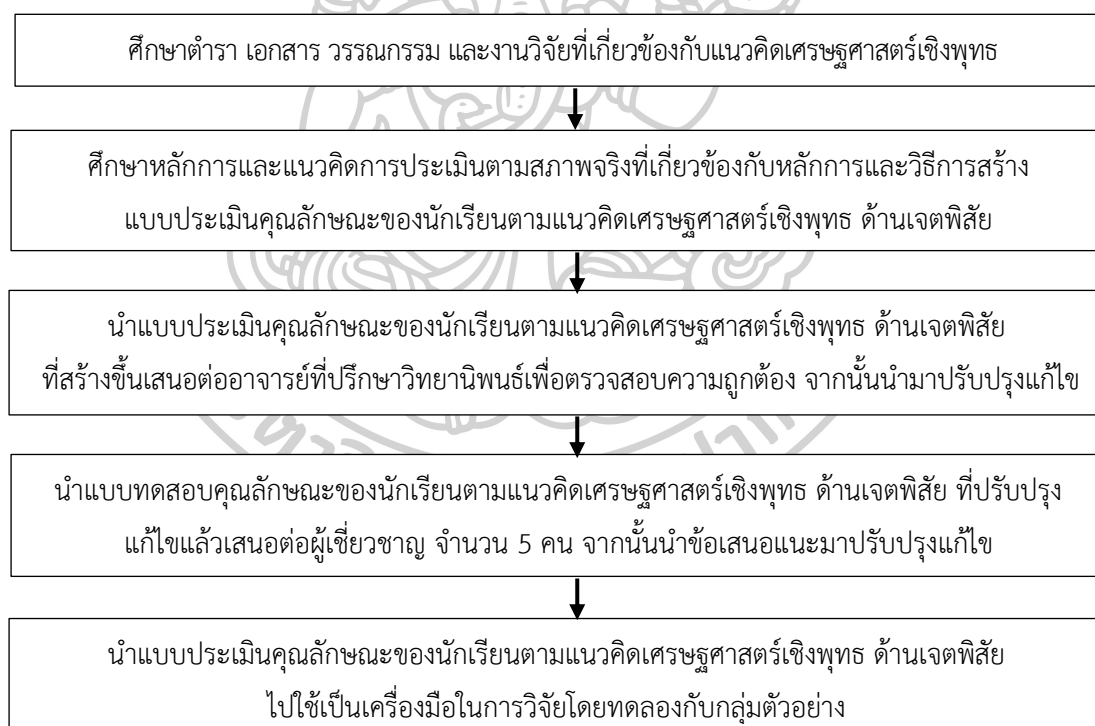 ศึกษาตำรา เอกสาร วรรณกรรม และงานวิจัยที่เกี่ยวข้องกับแนวคิดเศรษฐศาสตร์เชิงพุทธ
ศึกษาหลักการและแนวคิดการประเมินตามสภาพจริงที่เกี่ยวข้องกับหลักการและวิธีการสร้าง
แบบประเมินคุณลักษณะของนักเรียนตามแนวคิดเศรษฐศาสตร์เชิงพุทธ ด้านเจตพิสัย
นำแบบประเมินคุณลักษณะของนักเรียนตามแนวคิดเศรษฐศาสตร์เชิงพุทธ ด้านเจตพิสัย
ที่สร้างขึ้นเสนอต่ออาจารย์ที่ปรึกษาวิทยานิพนธ์เพื่อตรวจสอบความถูกต้อง จากนั้นนำมาปรับปรุงแก้ไข
นำแบบทดสอบคุณลักษณะของนักเรียนตามแนวคิดเศรษฐศาสตร์เชิงพุทธ ด้านเจตพิสัย ที่ปรับปรุง
แก้ไขแล้วเสนอต่อผู้เชี่ยวชาญ จำนวน 5 คน จากนั้นนำข้อเสนอแนะมาปรับปรุงแก้ไข
นำแบบประเมินคุณลักษณะของนักเรียนตามแนวคิดเศรษฐศาสตร์เชิงพุทธ ด้านเจตพิสัย
ไปใช้เป็นเครื่องมือในการวิจัยโดยทดลองกับกลุ่มตัวอย่าง